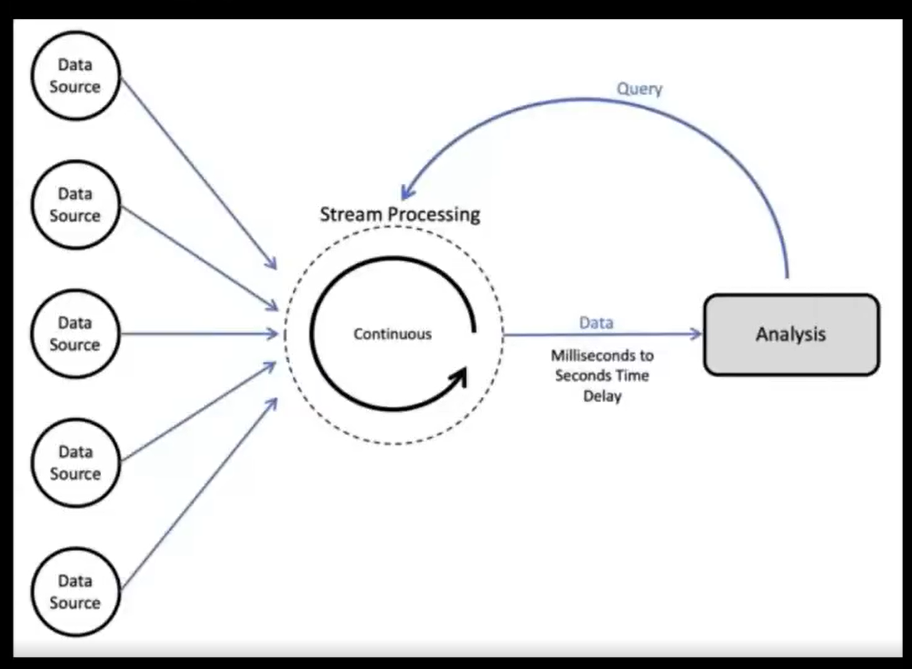 Data
Source
Data
Source
Data
Source
Data
Source
Data
Source
Query
Stream Processing
Continuous
Data
Milliseconds to
Seconds Time
Delay
Analysis